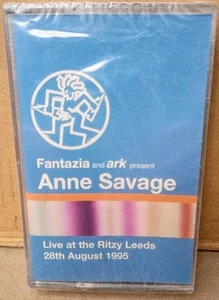 Fantazia and ark present
Anne Savage
Live at the Ritzy Leeds
28th August 1995